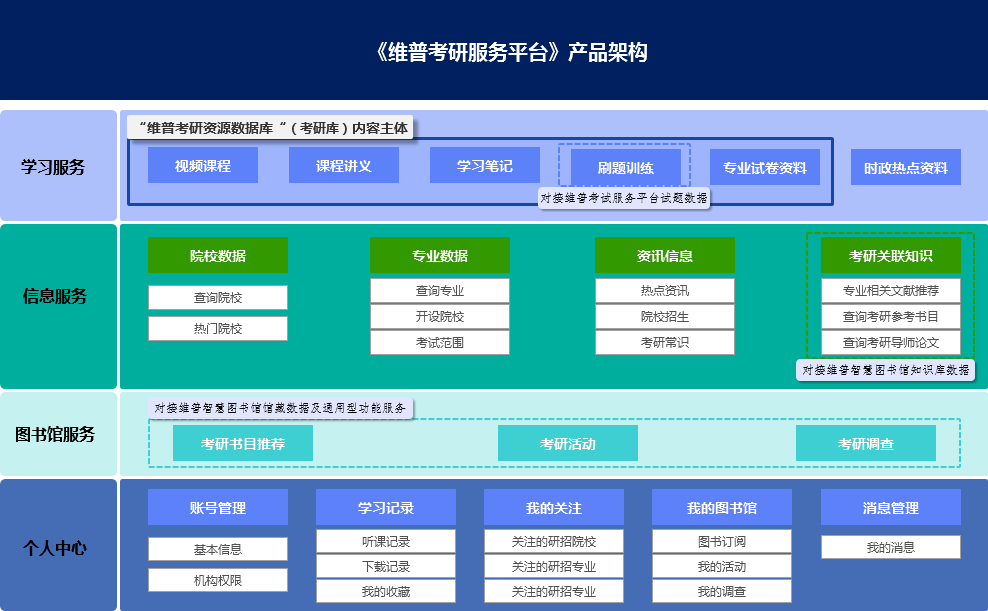 《维普考研服务平台》产品架构
学习服务
“维普考研资源数据库“（考研库）内容主体
视频课程
课程讲义
学习笔记
刷题训练
专业试卷资料
时政热点资料
对接维普考试服务平台试题数据
信息服务
院校数据
查询院校
热门院校
专业数据
查询专业
开设院校
考试范围
资讯信息
热点资讯
院校招生
考研常识
考研关联知识
专业相关文献推荐
查询考研参考书目
查询考研导师论文
对接维普智慧图书馆知识库数据
图书馆服务
对接维普智慧图书馆馆藏数据及通用型功能服务
考研书目推荐
考研活动
考研调查
个人中心
账号管理
基本信息
机构权限
学习记录
听课记录
下载记录
我的收藏
我的关注
关注的研招院校
关注的研招专业
关注的研招专业
我的图书馆
图书订阅
我的活动
我的调查
消息管理
我的消息